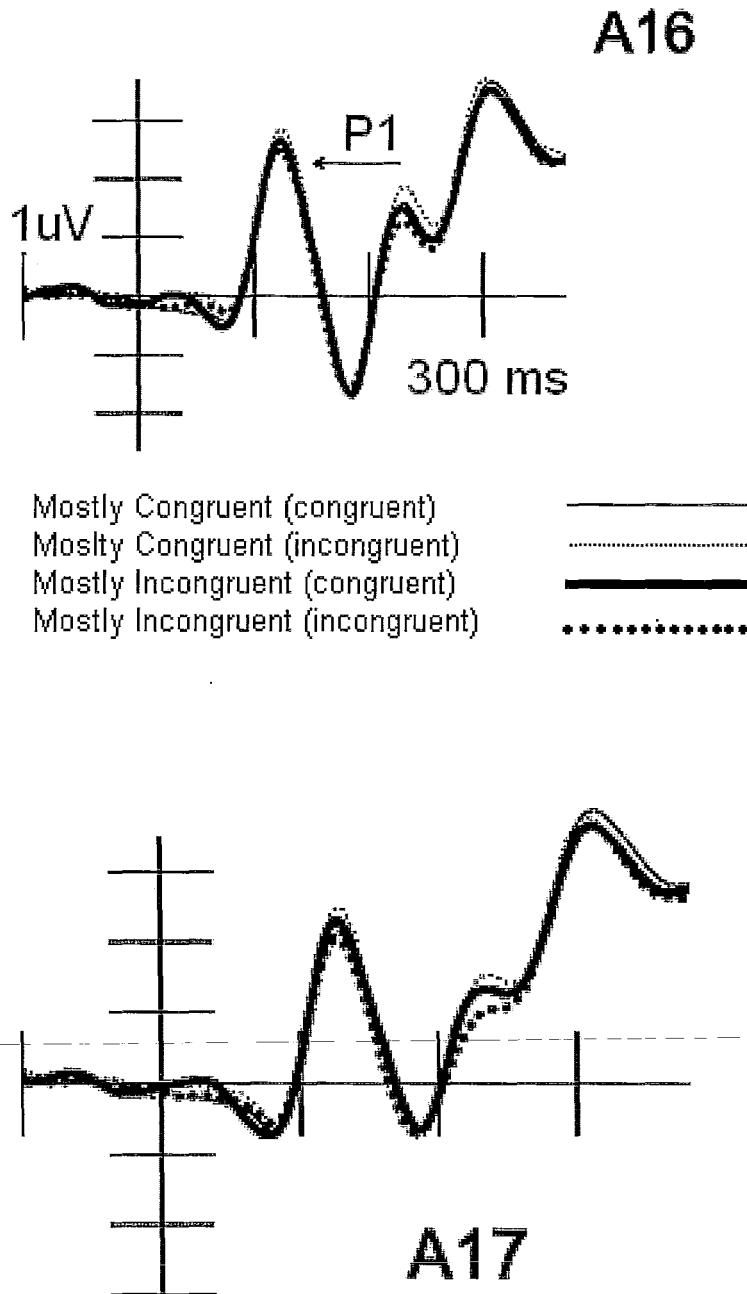 A16
P1
1uV
300 ms
Mostly Congruent (congruent)
Moslty Congruent (incongruent)
Mostly Incongruent (congruent)
Mostly Incongruent (incongruent)
A17